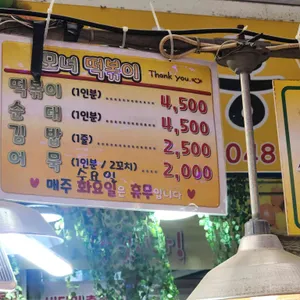 코너 떡볶이 Thank you.
떡볶이 (1인분) ............ 4,500
순대 (1인분) ............ 4,500
김밥 (1줄) ............ 2,500
어묵 (1인분 / 2꼬치) ... 2,000
수요일
매주 화요일은 휴무입니다
048